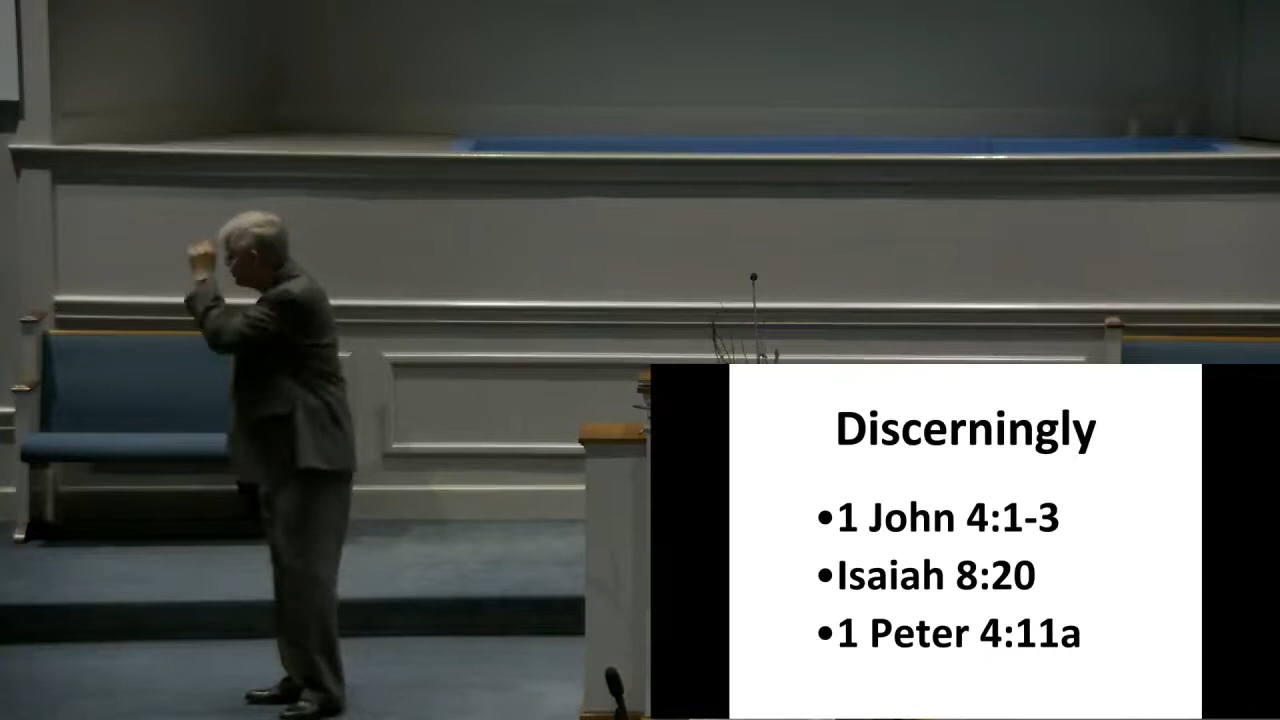 Discerningly
•1 John 4:1-3
•Isaiah 8:20
•1 Peter 4:11a